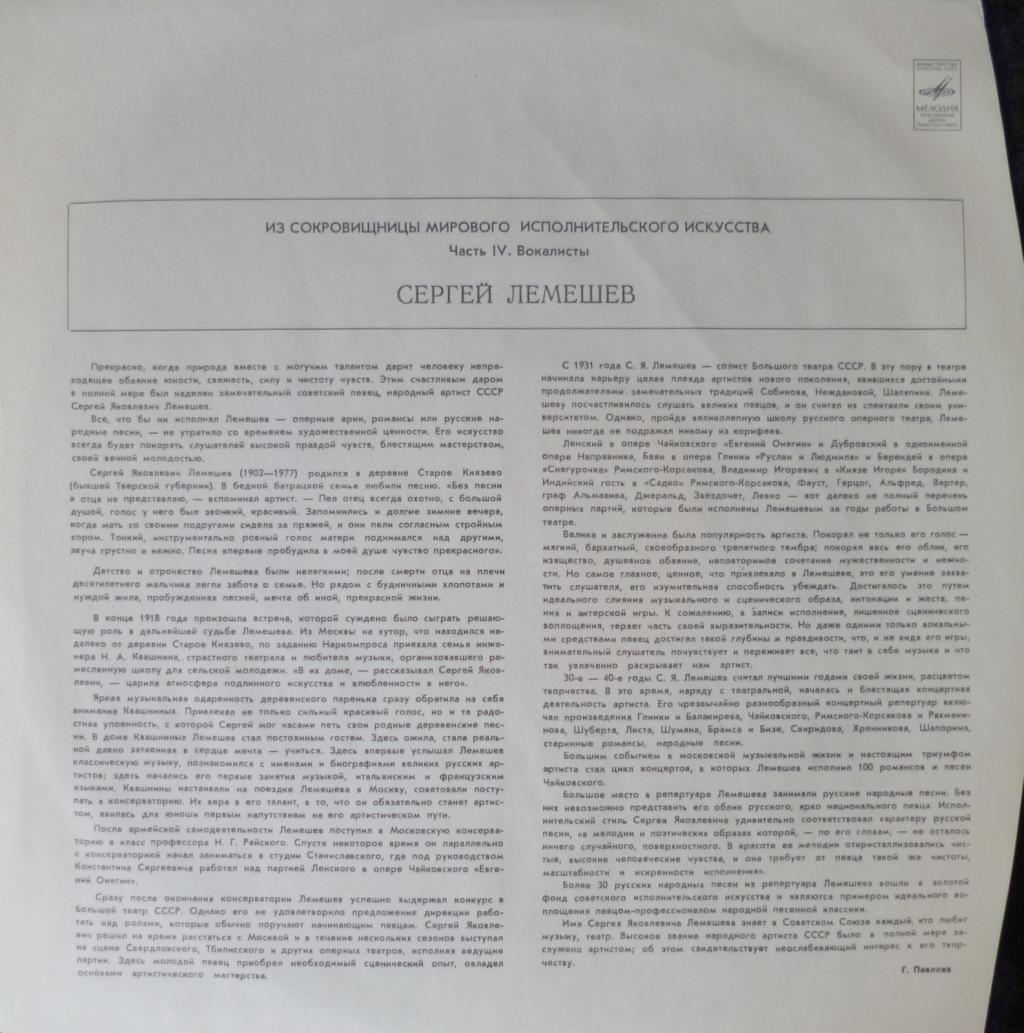 МИНИСТЕРСТВО
КУЛЬТУРЫ СССР
МЕЛОДИЯ
ИЗ СОКРОВИЩНИЦЫ МИРОВОГО ИСПОЛНИТЕЛЬСКОГО ИСКУССТВА
Часть IV. Вокалисты
СЕРГЕЙ ЛЕМЕШЕВ
Прекрасно, когда природа вместе с могучим талантом дарит человеку непре-
ходящее обаяние юности, свежесть, силу и чистоту чувств. Этим счастливым даром
в полной мере был наделен замечательный советский певец, народный артист СССР
Сергей Яковлевич Лемешев.
Все, что бы ни исполнял Лемешев — оперные арии, романсы или русские на-
родные песни, — не утратило со временем художественной ценности. Его искусство
всегда будет покорять слушателей высокой правдой чувств, блестящим мастерством,
своей вечной молодостью.
Сергей Яковлевич Лемешев (1902—1977) родился в деревне Старое Князево
(бывшей Тверской губернии). В бедной батрацкой семье любили песню. «Без песни
я отца не представляю, — вспоминал артист. — Пел отец всегда охотно, с большой
душой, голос у него был звонкий, красивый. Запомнились и долгие зимние вечера,
когда мать со своими подругами сидела за пряжей, и они пели согласным стройным
хором. Тонкий, инструментально ровный голос матери поднимался над другими,
звуча грустно и нежно. Песня впервые пробудила в моей душе чувство прекрасного».
Детство и отрочество Лемешева были нелегкими; после смерти отца на плечи
десятилетнего мальчика легла забота о семье. Но рядом с будничными хлопотами и
нуждой жила, пробужденная песней, мечта об иной, прекрасной жизни.
В конце 1918 года произошла встреча, которой суждено было сыграть решаю-
щую роль в дальнейшей судьбе Лемешева. Из Москвы на хутор, что находился не-
далеко от деревни Старое Князево, по заданию Наркомпроса приехала семья инже-
нера Н. А. Квашнина, страстного театрала и любителя музыки, организовавшего ре-
месленную школу для сельской молодежи. «В их доме, — рассказывал Сергей Яков-
левич, — царила атмосфера подлинного искусства и влюбленности в него».
Яркая музыкальная одаренность деревенского паренька сразу обратила на себя
внимание Квашниных. Привлекал не только сильный красивый голос, но и та радо-
стная упоенность, с которой Сергей мог часами петь свои родные деревенские пес-
ни. В доме Квашниных Лемешев стал постоянным гостем. Здесь ожила, стала реаль-
ной давно затаенная в сердце мечта — учиться. Здесь впервые услышал Лемешев
классическую музыку, познакомился с именами и биографиями великих русских ар-
тистов; здесь начались его первые занятия музыкой, итальянским и французским
языками. Квашнины настаивали на поездке Лемешева в Москву, советовали посту-
пать в консерваторию. Их вера в его талант, в то, что он обязательно станет артис-
том, явилась для юноши первым напутствием на его артистическом пути.
После армейской самодеятельности Лемешев поступил в Московскую консерва-
торию в класс профессора Н. Г. Райского. Спустя некоторое время он параллельно
с консерваторией начал заниматься в студии Станиславского, где под руководством
Константина Сергеевича работал над партией Ленского в опере Чайковского «Евге-
ний Онегин».
Сразу после окончания консерватории Лемешев успешно выдержал конкурс в
Большой театр СССР. Однако его не удовлетворило предложение дирекции рабо-
тать над ролями, которые обычно поручают начинающим певцам. Сергей Яковле-
вич решил на время расстаться с Москвой и в течение нескольких сезонов выступал
на сцене Свердловского, Тбилисского и других оперных театров, исполняя ведущие
партии. Здесь молодой певец приобрел необходимый сценический опыт, овладел
основами артистического мастерства.
С 1931 года С. Я. Лемешев — солист Большого театра СССР. В эту пору в театре
начинала карьеру целая плеяда артистов нового поколения, явившихся достойными
продолжателями замечательных традиций Собинова, Неждановой, Шаляпина. Леме-
шеву посчастливилось слушать великих певцов, и он считал их спектакли своим уни-
верситетом. Однако, пройдя великолепную школу русского оперного театра, Леме-
шев никогда не подражал никому из корифеев.
Ленский в опере Чайковского «Евгений Онегин» и Дубровский в одноименной
опере Направника, Баян в опере Глинки «Руслан и Людмила» и Берендей в опере
«Снегурочка» Римского-Корсакова, Владимир Игоревич в «Князе Игоре» Бородина и
Индийский гость в «Садко» Римского-Корсакова, Фауст, Герцог, Альфред, Вертер,
граф Альмавива, Джеральд, Звездочет, Левко — вот далеко не полный перечень
оперных партий, которые были исполнены Лемешевым за годы работы в Большом
театре.
Велика и заслуженна была популярность артиста. Покорял не только его голос —
мягкий, бархатный, своеобразного трепетного тембра; покорял весь его облик, его
изящество, душевное обаяние, неповторимое сочетание мужественности и нежно-
сти. Но самое главное, ценное, что привлекало в Лемешеве, это его умение захва-
тить слушателя, его изумительная способность убеждать. Достигалось это путем
идеального слияния музыкального и сценического образа, интонации и жеста, пе-
ния и актерской игры. К сожалению, в записи исполнение, лишенное сценического
воплощения, теряет часть своей выразительности. Но даже одними только вокальны-
ми средствами певец достигал такой глубины и правдивости, что, и не видя его игры,
внимательный слушатель почувствует и переживет все, что таит в себе музыка и что
так увлеченно раскрывает нам артист.
30-е — 40-е годы С. Я. Лемешев считал лучшими годами своей жизни, расцветом
творчества. В это время, наряду с театральной, началась и блестящая концертная
деятельность артиста. Его чрезвычайно разнообразный концертный репертуар вклю-
чал произведения Глинки и Балакирева, Чайковского, Римского-Корсакова и Рахмани-
нова, Шуберта, Листа, Шумана, Брамса и Бизе, Свиридова, Хренникова, Шапорина,
старинные романсы, народные песни.
Большим событием в московской музыкальной жизни и настоящим триумфом
артиста стал цикл концертов, в которых Лемешев исполнил 100 романсов и песен
Чайковского.
Большое место в репертуаре Лемешева занимали русские народные песни. Без
них невозможно представить его облик русского, ярко национального певца. Испол-
нительский стиль Сергея Яковлевича удивительно соответствовал характеру русской
песни, «в мелодии и поэтических образах которой, — по его словам, — не осталось
ничего случайного, поверхностного. В красоте ее мелодии откристаллизовались чис-
тые, высокие человеческие чувства, и она требует от певца такой же чистоты,
масштабности и искренности исполнения».
Более 30 русских народных песен из репертуара Лемешева вошли в золотой
фонд советского исполнительского искусства и являются примером идеального во-
площения певцом-профессионалом народной песенной классики.
Имя Сергея Яковлевича Лемешева знает в Советском Союзе каждый, кто любит
музыку, театр. Высокое звание народного артиста СССР было в полной мере за-
служено артистом; об этом свидетельствует неослабевающий интерес к его твор-
честву.
Г. Павлова